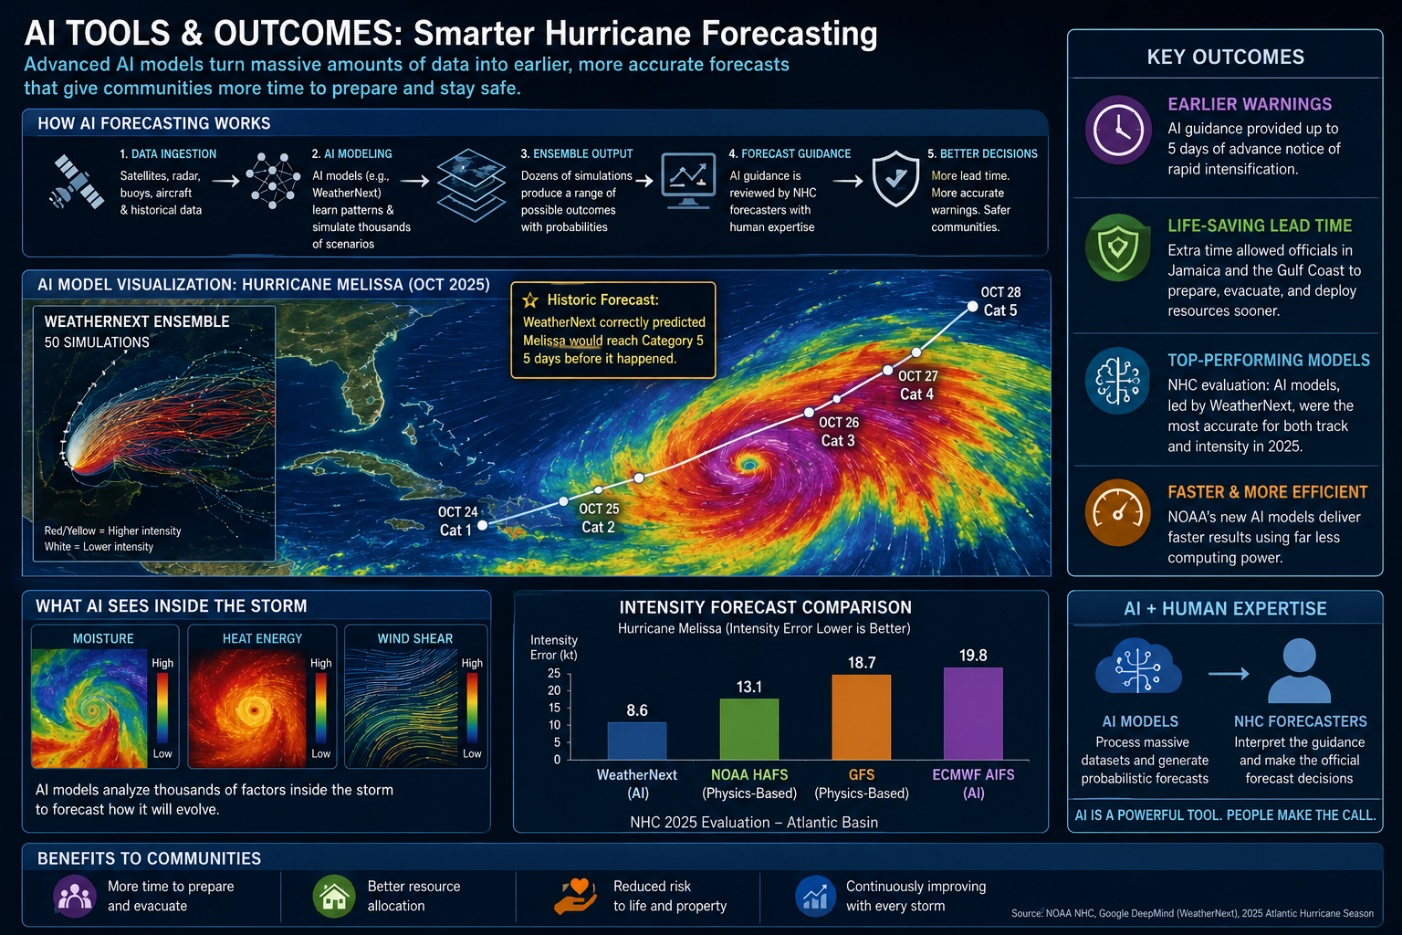 AI TOOLS & OUTCOMES: Smarter Hurricane Forecasting
Advanced AI models turn massive amounts of data into earlier, more accurate forecasts
that give communities more time to prepare and stay safe.
HOW AI FORECASTING WORKS
1. DATA INGESTION
Satellites, radar,
buoys, aircraft
& historical data
2. AI MODELING
AI models (e.g.,
WeatherNext)
learn patterns &
simulate thousands
of scenarios
3. ENSEMBLE OUTPUT
Dozens of simulations
produce a range of
possible outcomes
with probabilities
4. FORECAST GUIDANCE
AI guidance is
reviewed by NHC
forecasters with
human expertise
5. BETTER DECISIONS
More lead time.
More accurate
warnings. Safer
communities.
AI MODEL VISUALIZATION: HURRICANE MELISSA (OCT 2025)
WEATHERNEXT ENSEMBLE
50 SIMULATIONS
Red/Yellow = Higher intensity
White = Lower intensity
Historic Forecast:
WeatherNext correctly predicted
Melissa would reach Category 5
5 days before it happened.
OCT 28
Cat 5
OCT 27
Cat 4
OCT 26
Cat 3
OCT 25
Cat 2
OCT 24
Cat 1
KEY OUTCOMES
EARLIER WARNINGS
AI guidance provided up to
5 days of advance notice of
rapid intensification.
LIFE-SAVING LEAD TIME
Extra time allowed officials in
Jamaica and the Gulf Coast to
prepare, evacuate, and deploy
resources sooner.
TOP-PERFORMING MODELS
NHC evaluation: AI models,
led by WeatherNext, were the
most accurate for both track
and intensity in 2025.
FASTER & MORE EFFICIENT
NOAA's new AI models deliver
faster results using far less
computing power.
WHAT AI SEES INSIDE THE STORM
MOISTURE
High
Low
HEAT ENERGY
High
Low
WIND SHEAR
High
Low
AI models analyze thousands of factors inside the storm
to forecast how it will evolve.
INTENSITY FORECAST COMPARISON
Hurricane Melissa (Intensity Error Lower is Better)
Intensity
Error (kt)
25
20
15
10
5
0
8.6
13.1
18.7
19.8
WeatherNext
(AI)
NOAA HAFS
(Physics-Based)
GFS
(Physics-Based)
ECMWF AIFS
(AI)
NHC 2025 Evaluation – Atlantic Basin
AI + HUMAN EXPERTISE
AI MODELS
Process massive
datasets and generate
probabilistic forecasts
NHC FORECASTERS
Interpret the guidance
and make the official
forecast decisions
AI IS A POWERFUL TOOL. PEOPLE MAKE THE CALL.
BENEFITS TO COMMUNITIES
More time to prepare
and evacuate
Better resource
allocation
Reduced risk
to life and property
Continuously improving
with every storm
Source: NOAA NHC, Google DeepMind (WeatherNext), 2025 Atlantic Hurricane Season